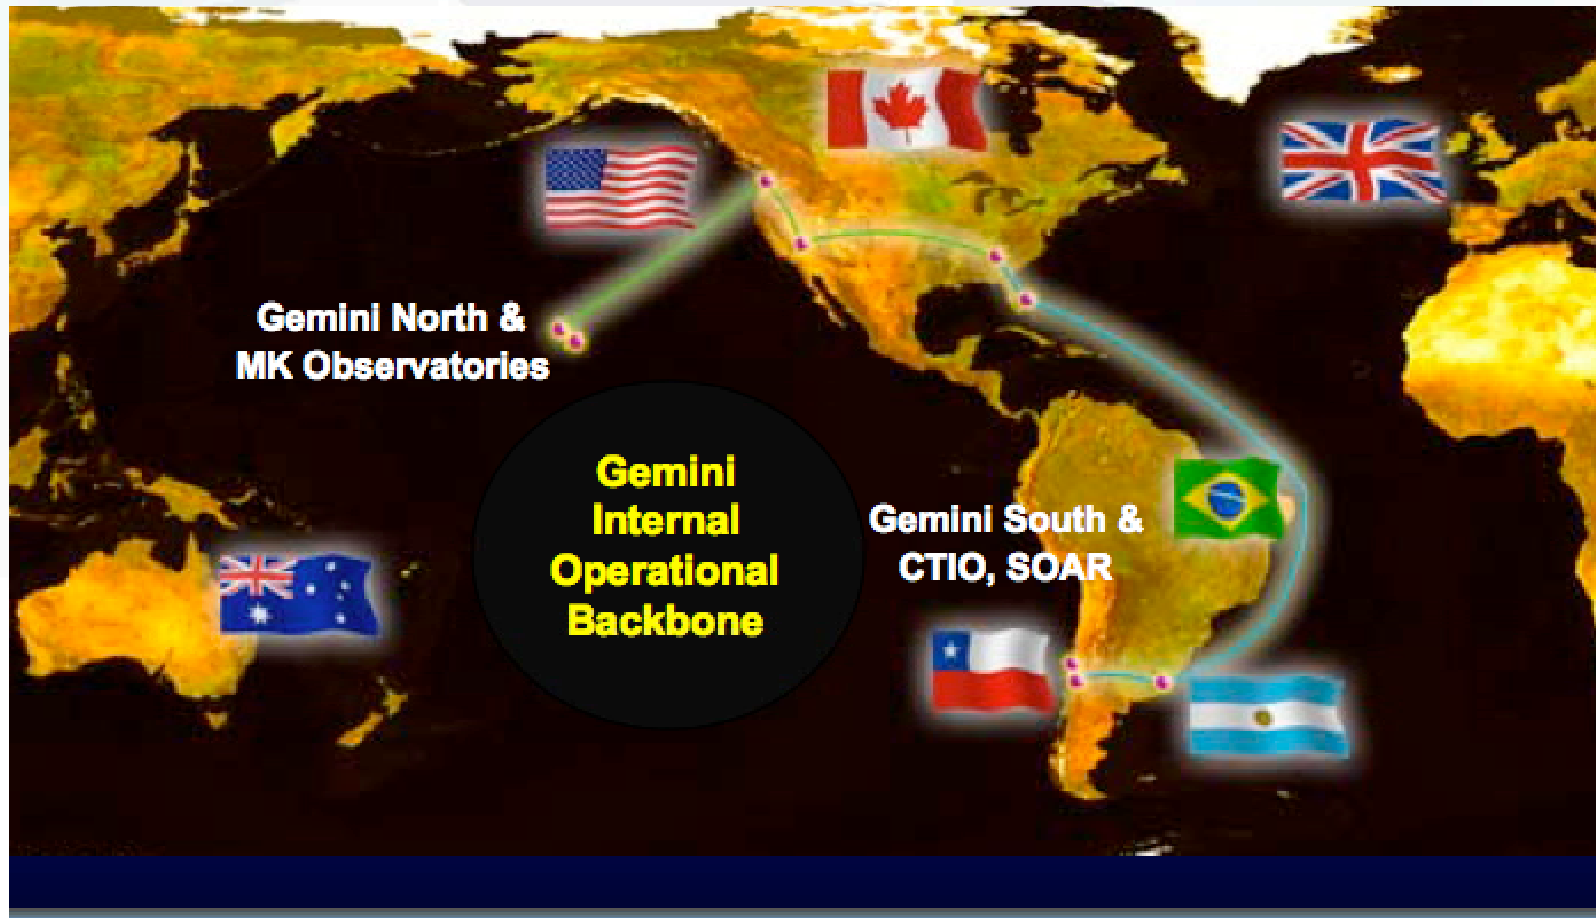 Gemini North &
MK Observatories
Gemini
Internal
Operational
Backbone
Gemini South &
CTIO, SOAR